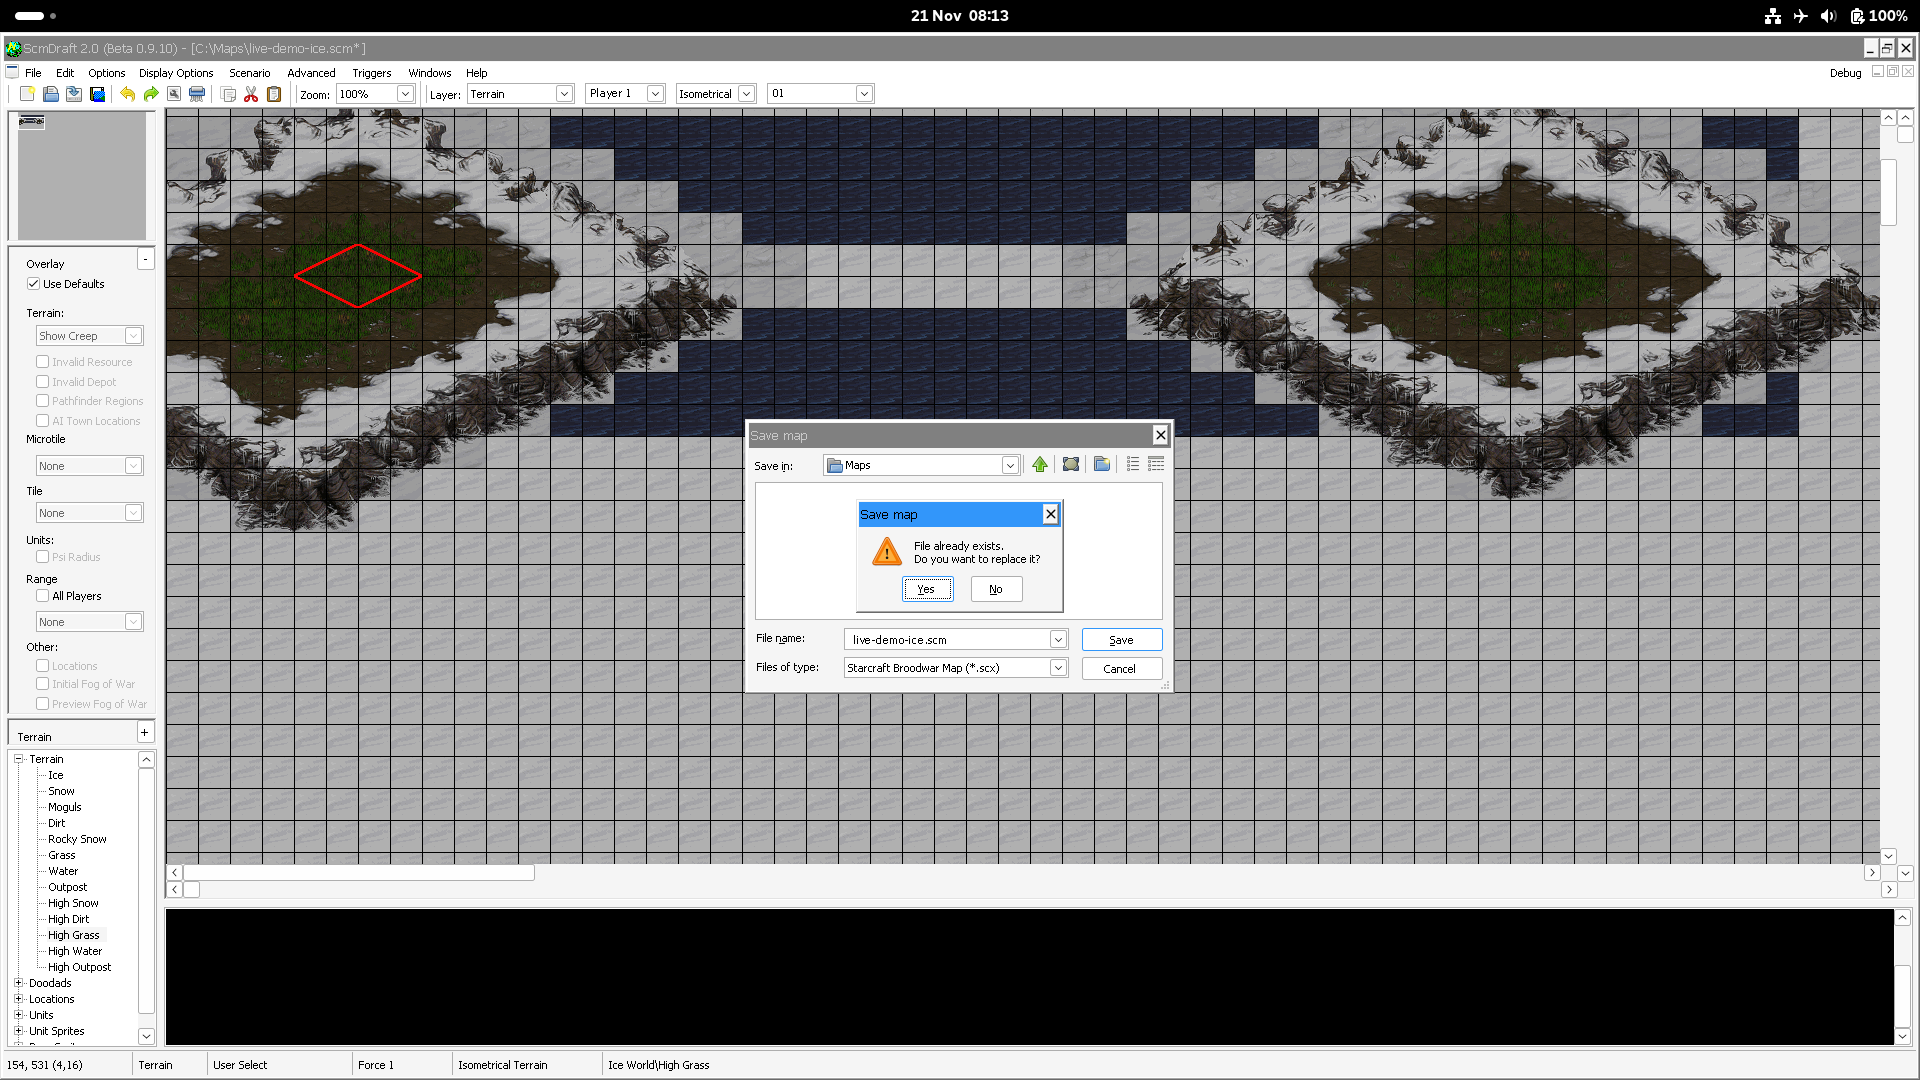 21 Nov 08:13
100%
ScmDraft 2.0 (Beta 0.9.10) - [C:\Maps\live-demo-ice.scm*]
File Edit Options Display Options Scenario Advanced Triggers Windows Help
Debug
Zoom: 100% Layer: Terrain Player 1 Isometrical 01
Overlay
-
Use Defaults
Terrain:
Show Creep
Invalid Resource
Invalid Depot
Pathfinder Regions
AI Town Locations
Microtile
None
Tile
None
Units:
Psi Radius
Range
All Players
None
Other:
Locations
Initial Fog of War
Preview Fog of War
Terrain
+
Terrain
Ice
Snow
Moguls
Dirt
Rocky Snow
Grass
Water
Outpost
High Snow
High Dirt
High Grass
High Water
High Outpost
Doodads
Locations
Units
Unit Sprites
Save map
Save in: Maps
Save map
File already exists.
Do you want to replace it?
Yes No
File name: live-demo-ice.scm Save
Files of type: Starcraft Broodwar Map (*.scx) Cancel
154, 531 (4,16) Terrain User Select Force 1 Isometrical Terrain Ice World\High Grass